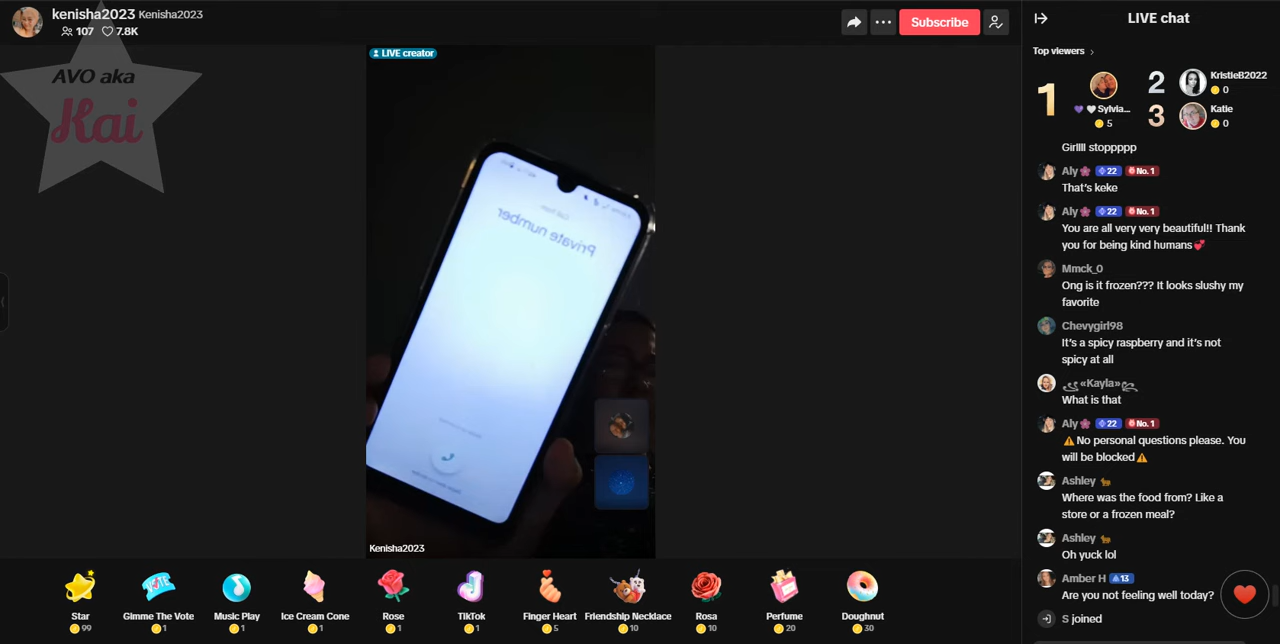 kenisha2023 Kenisha2023
107 7.8K
Subscribe
AVO aka
Kai
LIVE creator
Private number
Kenisha2023
LIVE chat
Top viewers
1
Sylvia...
5
2
KristieB2022
0
3
Katie
0
Girllll stoppppp
Aly 22 No. 1
That's keke
Aly 22 No. 1
You are all very very beautiful!! Thank
you for being kind humans
Mmck_0
Ong is it frozen??? It looks slushy my
favorite
Chevygirl98
It's a spicy raspberry and it's not
spicy at all
«Kayla»
What is that
Aly 22 No. 1
No personal questions please. You
will be blocked
Ashley
Where was the food from? Like a
store or a frozen meal?
Ashley
Oh yuck lol
Amber H 13
Are you not feeling well today?
S joined
Star
99
Gimme The Vote
1
Music Play
1
Ice Cream Cone
1
Rose
1
TikTok
1
Finger Heart
5
Friendship Necklace
10
Rosa
10
Perfume
20
Doughnut
30